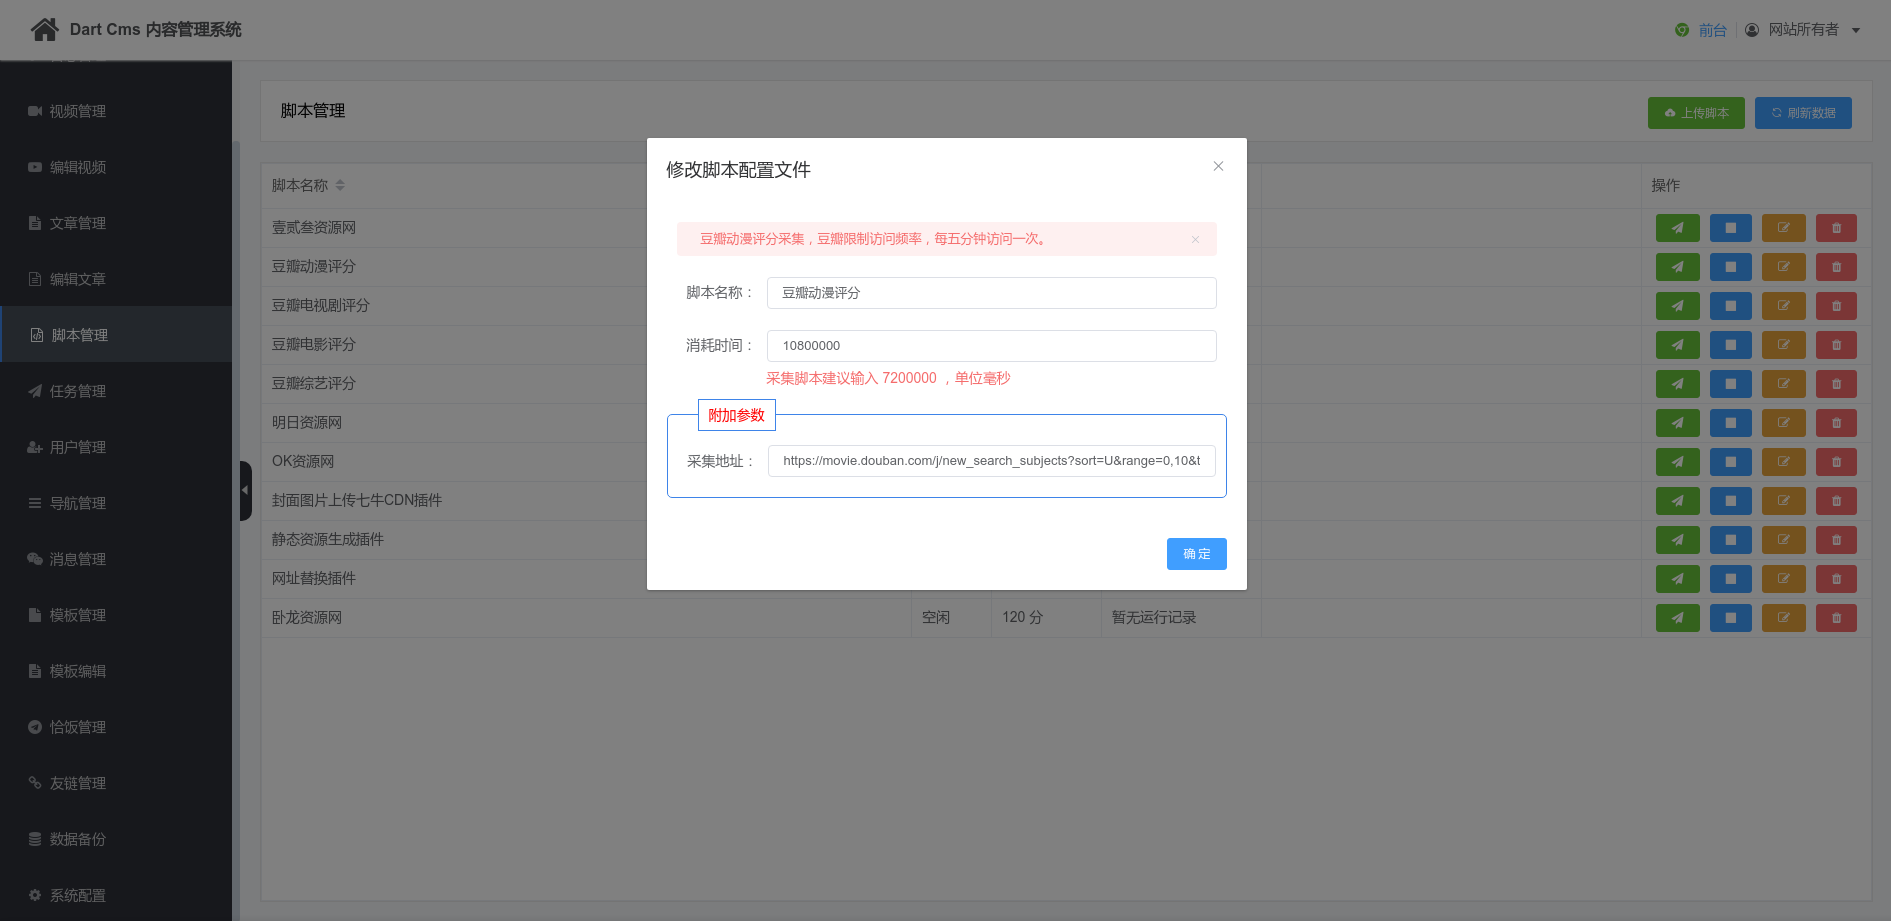 Dart Cms 内容管理系统
前台
网站所有者
视频管理
编辑视频
文章管理
编辑文章
脚本管理
任务管理
用户管理
导航管理
消息管理
模板管理
模板编辑
恰饭管理
友链管理
数据备份
系统配置
脚本管理
上传脚本
刷新数据
脚本名称
操作
壹贰叁资源网
豆瓣动漫评分
豆瓣电视剧评分
豆瓣电影评分
豆瓣综艺评分
明日资源网
OK资源网
封面图片上传七牛CDN插件
静态资源生成插件
网址替换插件
卧龙资源网 空闲 120 分 暂无运行记录
修改脚本配置文件
豆瓣动漫评分采集，豆瓣限制访问频率，每五分钟访问一次。
脚本名称： 豆瓣动漫评分
消耗时间： 10800000
采集脚本建议输入 7200000 ，单位毫秒
附加参数
采集地址： https://movie.douban.com/j/new_search_subjects?sort=U&range=0,10&t
确定